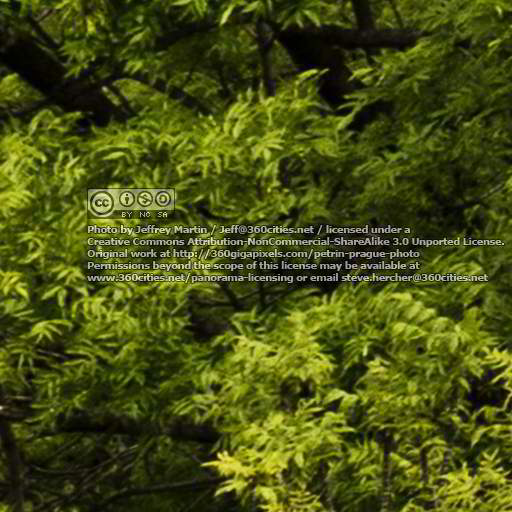 cc
BY NC SA
Photo by Jeffrey Martin / Jeff@360cities.net / licensed under a
Creative Commons Attribution-NonCommercial-ShareAlike 3.0 Unported License.
Original work at http://360gigapixels.com/petrin-prague-photo
Permissions beyond the scope of this license may be available at
www.360cities.net/panorama-licensing or email steve.hercher@360cities.net